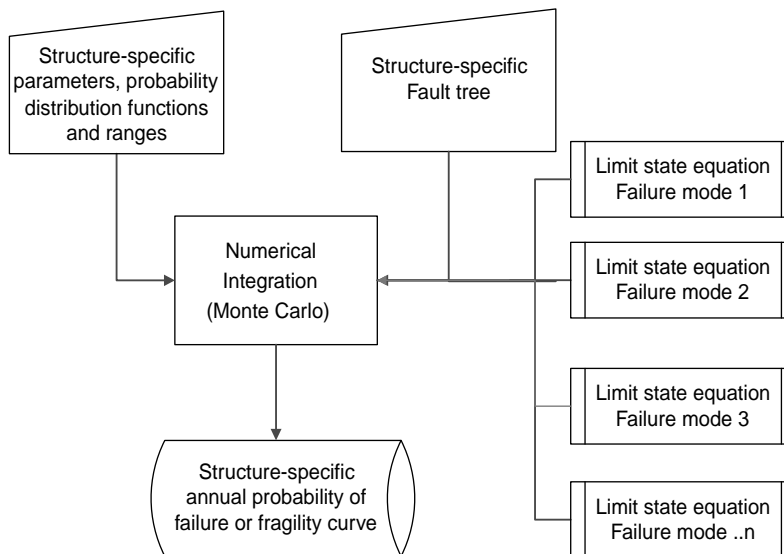 Structure-specific
parameters, probability
distribution functions
and ranges
Structure-specific
Fault tree
Limit state equation
Failure mode 1
Numerical
Integration
(Monte Carlo)
Limit state equation
Failure mode 2
Limit state equation
Failure mode 3
Structure-specific
annual probability of
failure or fragility curve
Limit state equation
Failure mode ..n